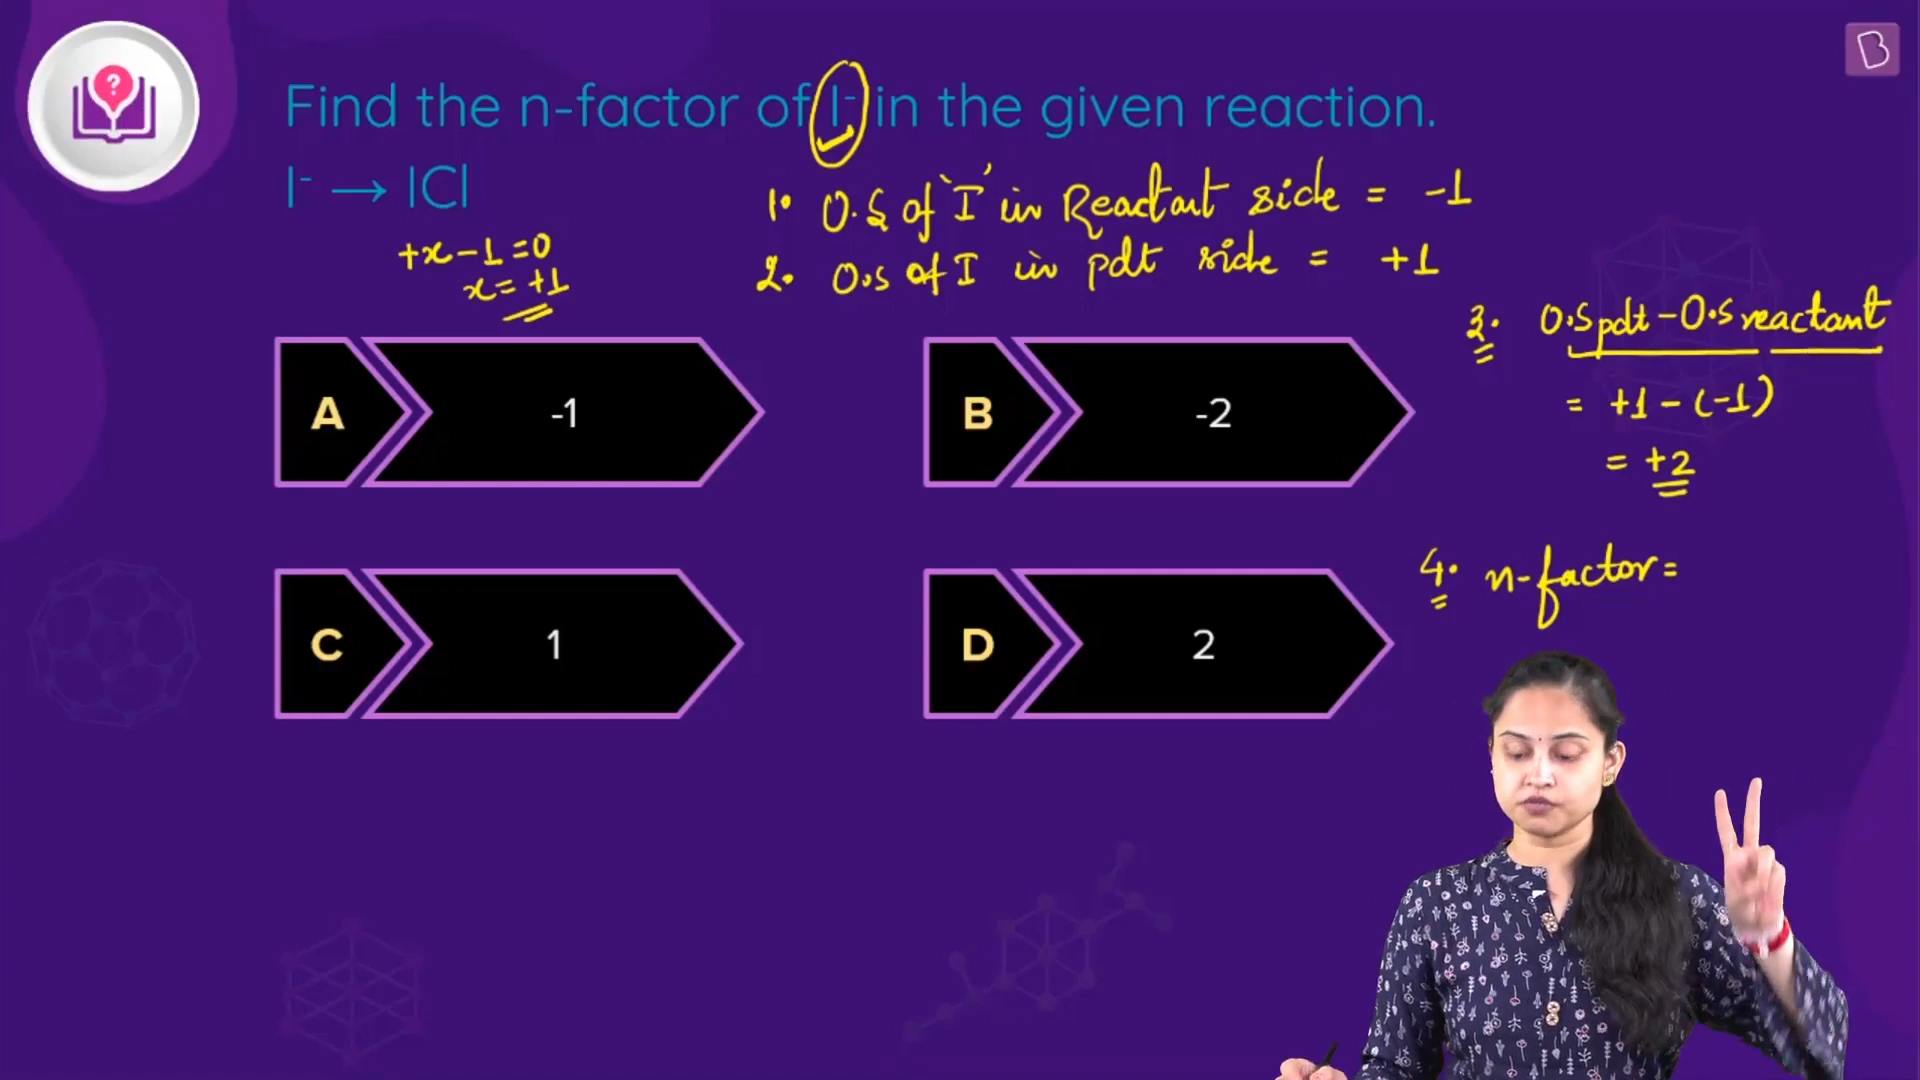 Find the n-factor of I⁻ in the given reaction.
I⁻ → ICl
+x - 1 = 0
x = +1
1. O.S of 'I' in Reactant side = -1
2. O.S of I in pdt side = +1
3. O.S pdt - O.S reactant
= +1 - (-1)
= +2
A -1
B -2
C 1
D 2
4. n-factor =